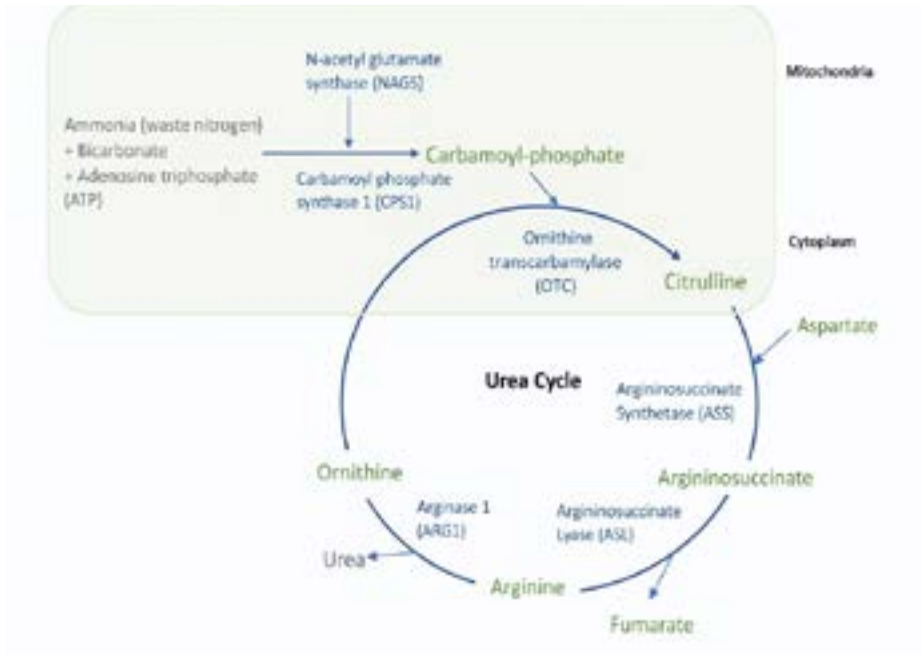 N-acetyl glutamate
synthase (NAGS)
Mitochondria
Ammonia (waste nitrogen)
+ Bicarbonate
+ Adenosine triphosphate
(ATP)
Carbamoyl-phosphate
Carbamoyl phosphate
synthase 1 (CPS1)
Ornithine
transcarbamylase
(OTC)
Cytoplasm
Citrulline
Aspartate
Urea Cycle
Argininosuccinate
Synthetase (ASS)
Ornithine
Argininosuccinate
Arginase 1
(ARG1)
Argininosuccinate
Lyase (ASL)
Urea
Arginine
Fumarate